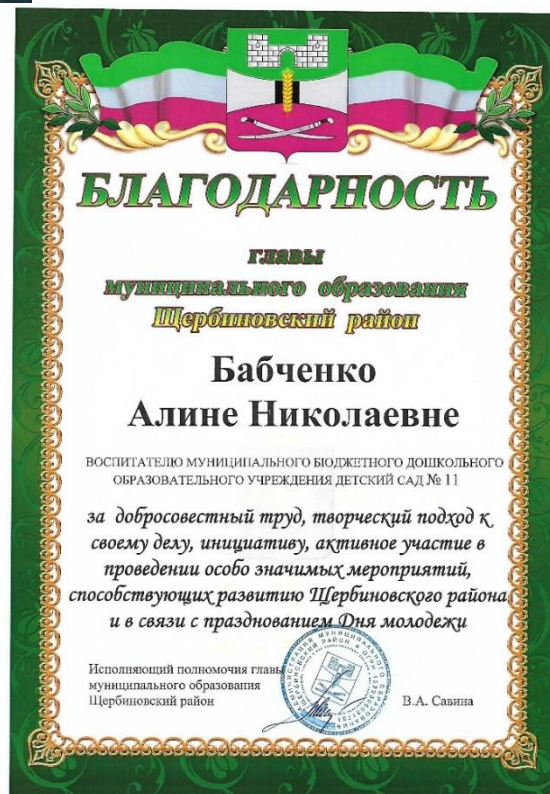 БЛАГОДАРНОСТЬ
главы
муниципального образования
Щербиновский район
Бабченко
Алине Николаевне
ВОСПИТАТЕЛЮ МУНИЦИПАЛЬНОГО БЮДЖЕТНОГО ДОШКОЛЬНОГО
ОБРАЗОВАТЕЛЬНОГО УЧРЕЖДЕНИЯ ДЕТСКИЙ САД № 11
за добросовестный труд, творческий подход к
своему делу, инициативу, активное участие в
проведении особо значимых мероприятий,
способствующих развитию Щербиновского района
и в связи с празднованием Дня молодежи
Исполняющий полномочия главы
муниципального образования
Щербиновский район
В.А. Савина